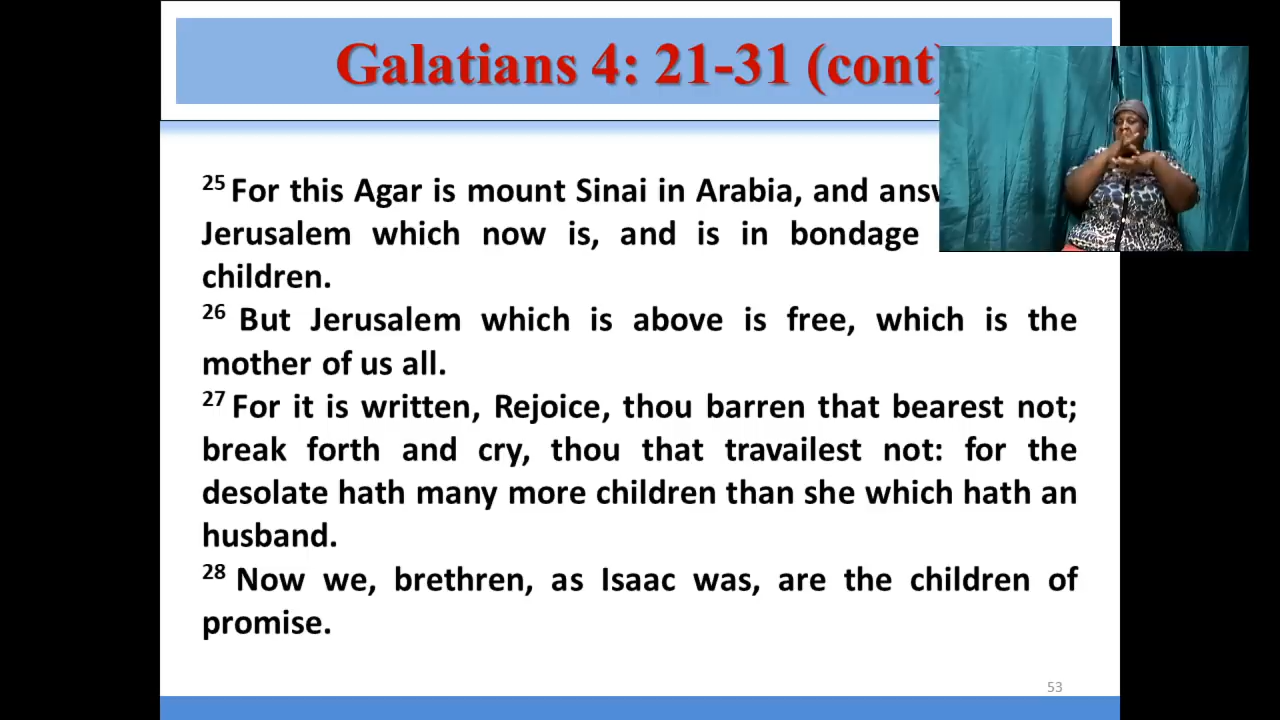 Galatians 4: 21-31 (cont)
25 For this Agar is mount Sinai in Arabia, and
Jerusalem which now is, and is in bondage
children.
26 But Jerusalem which is above is free, which is the
mother of us all.
27 For it is written, Rejoice, thou barren that bearest not;
break forth and cry, thou that travailest not: for the
desolate hath many more children than she which hath an
husband.
28 Now we, brethren, as Isaac was, are the children of
promise.
53